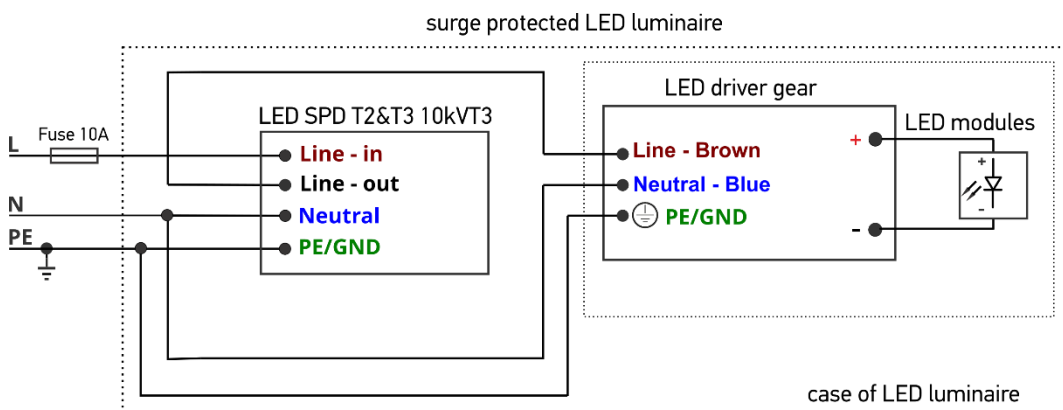 surge protected LED luminaire
LED driver gear
LED SPD T2&T3 10kVT3
LED modules
Fuse 10A
L
Line - in
Line - out
N
Neutral
PE
PE/GND
Line - Brown
Neutral - Blue
PE/GND
+
-
+
-
case of LED luminaire